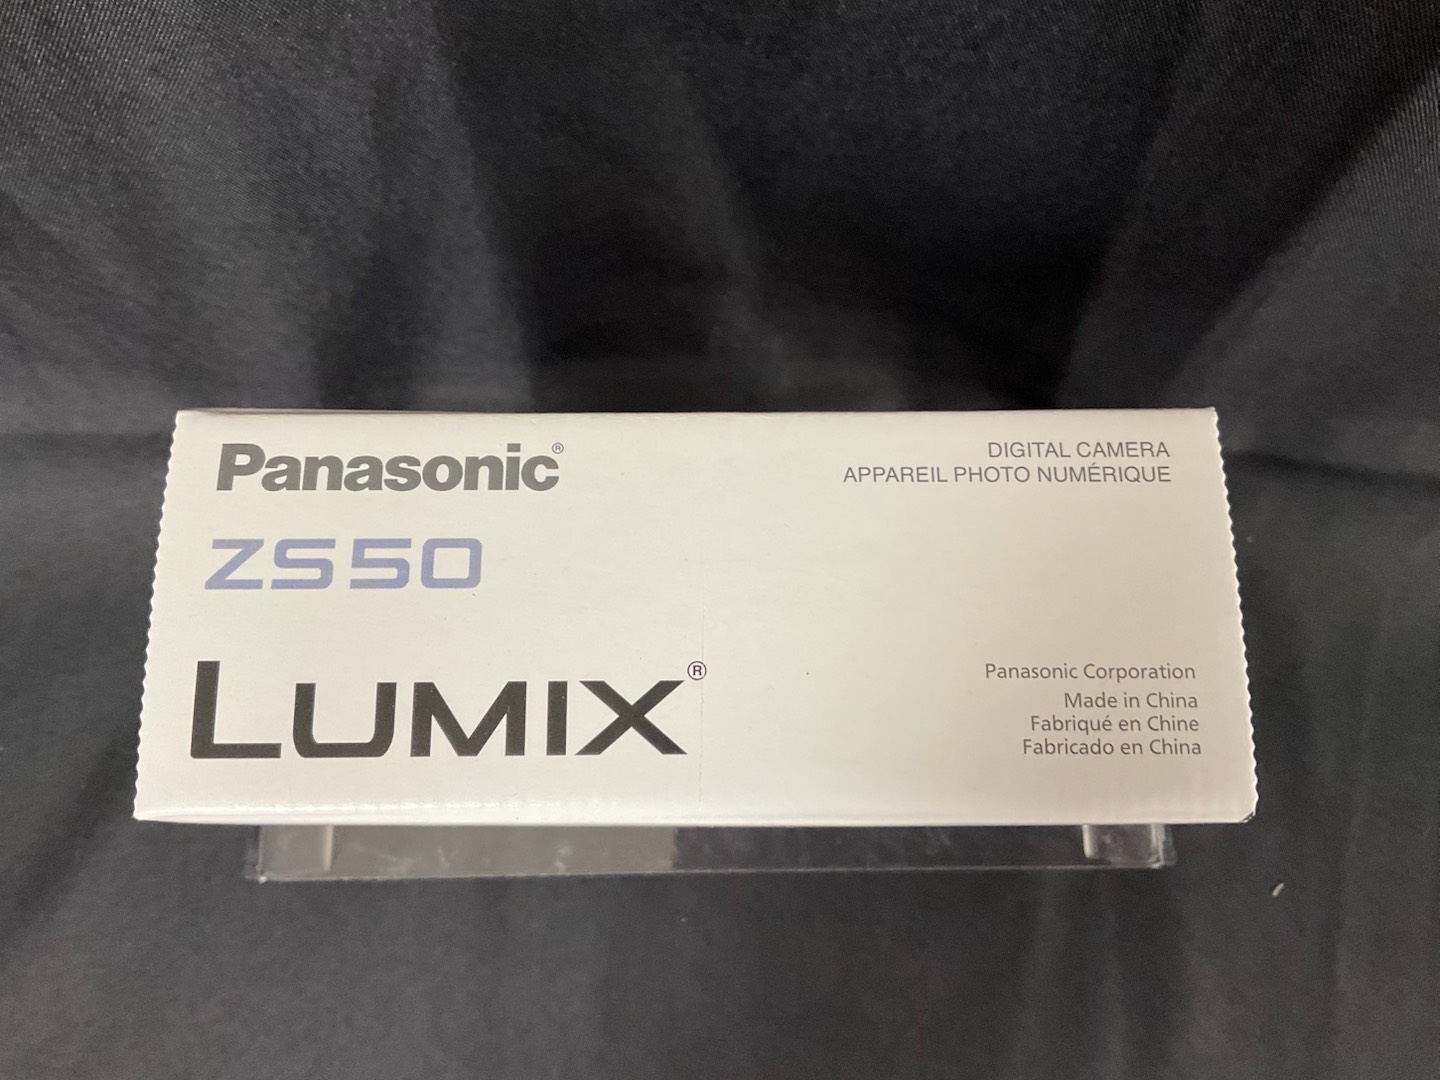 Panasonic®
DIGITAL CAMERA
APPAREIL PHOTO NUMÉRIQUE
ZS50
LUMIX®
Panasonic Corporation
Made in China
Fabriqué en Chine
Fabricado en China